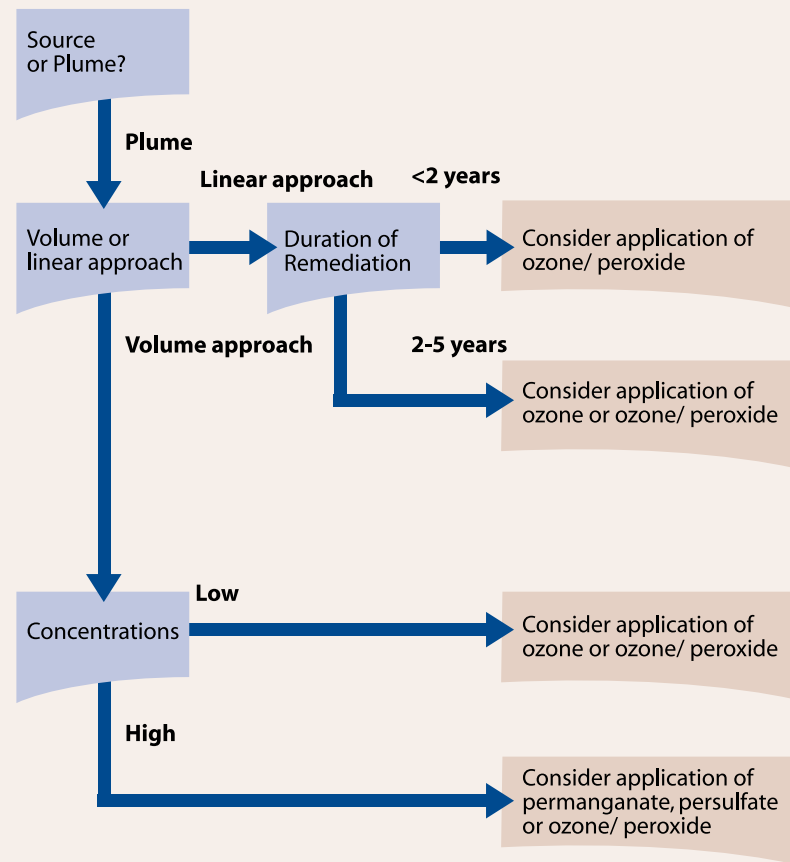 Source
or Plume?
Plume
Linear approach
<2 years
Volume or
linear approach
Duration of
Remediation
Consider application of
ozone/ peroxide
Volume approach
2-5 years
Consider application of
ozone or ozone/ peroxide
Low
Concentrations
Consider application of
ozone or ozone/ peroxide
High
Consider application of
permanganate, persulfate
or ozone/ peroxide